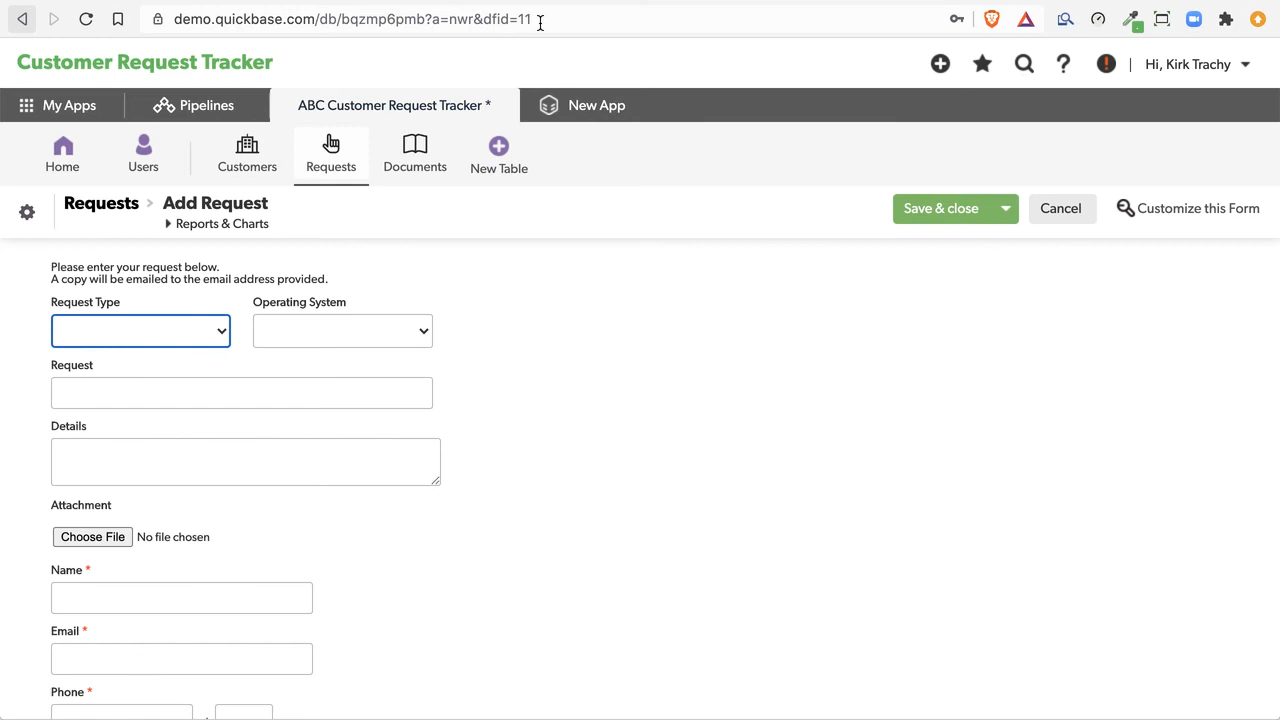 demo.quickbase.com/db/bqzmp6pmb?a=nwr&dfid=11
Customer Request Tracker
Hi, Kirk Trachy
My Apps
Pipelines
ABC Customer Request Tracker *
New App
Home
Users
Customers
Requests
Documents
New Table
Requests > Add Request
Reports & Charts
Save & close
Cancel
Customize this Form
Please enter your request below.
A copy will be emailed to the email address provided.
Request Type
Operating System
Request
Details
Attachment
Choose File No file chosen
Name *
Email *
Phone *